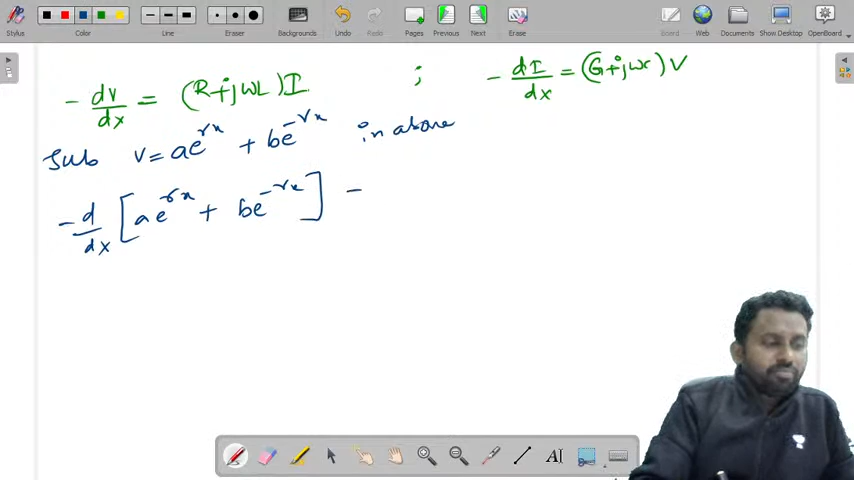 Stylus Color Line Eraser Backgrounds Undo Redo Pages Previous Next Erase Board Web Documents Show Desktop OpenBoard
- dV/dx = (R+jωL)I ; - dI/dx = (G+jωc)V
Sub V = ae^γx + be^-γx in above
- d/dx [ae^γx + be^-γx] =